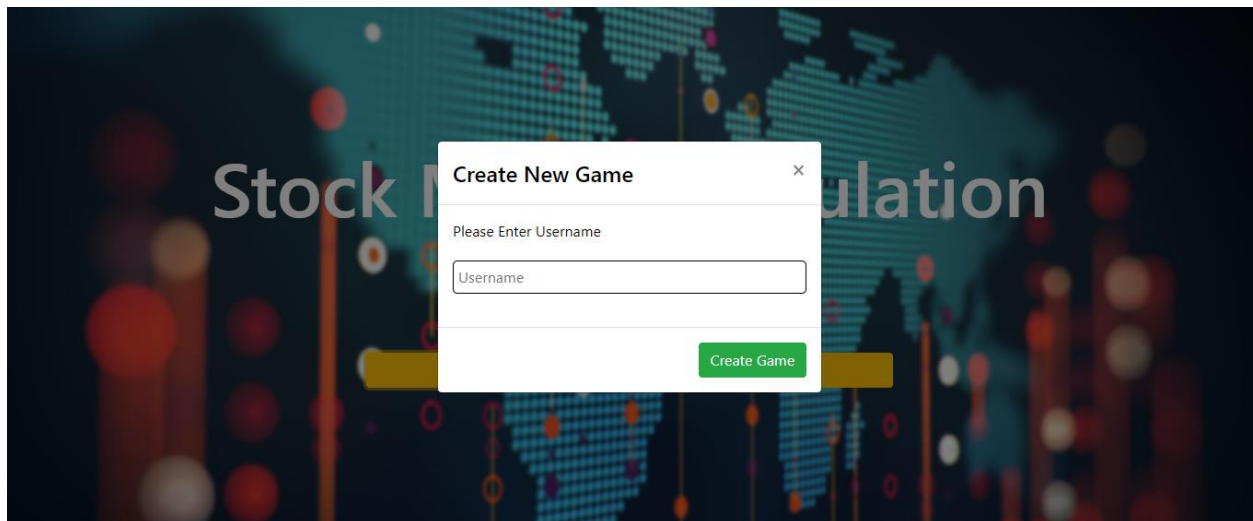 Create New Game ×
Stock M ulation
Please Enter Username
Username
Create Game